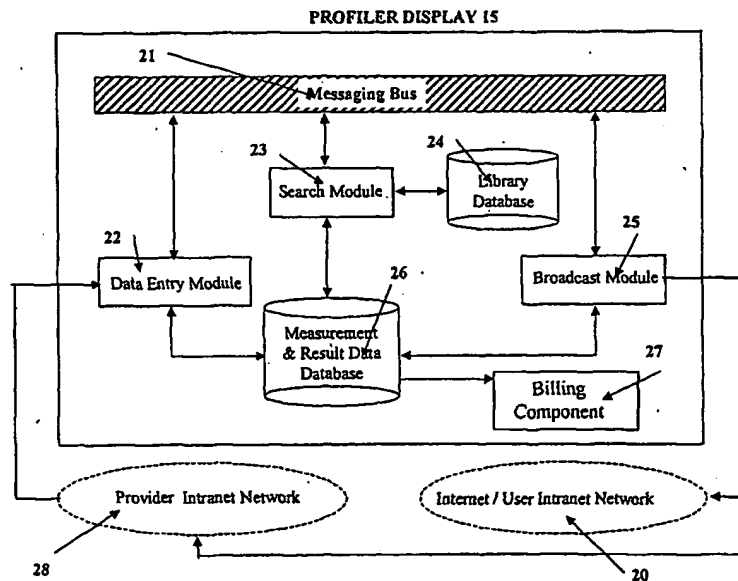 PROFILER DISPLAY 15
21
Messaging Bus
23
24
Search Module
Library
Database
22
25
Data Entry Module
26
Broadcast Module
Measurement
& Result Data
Database
27
Billing
Component
Provider Intranet Network
Internet / User Intranet Network
28
20